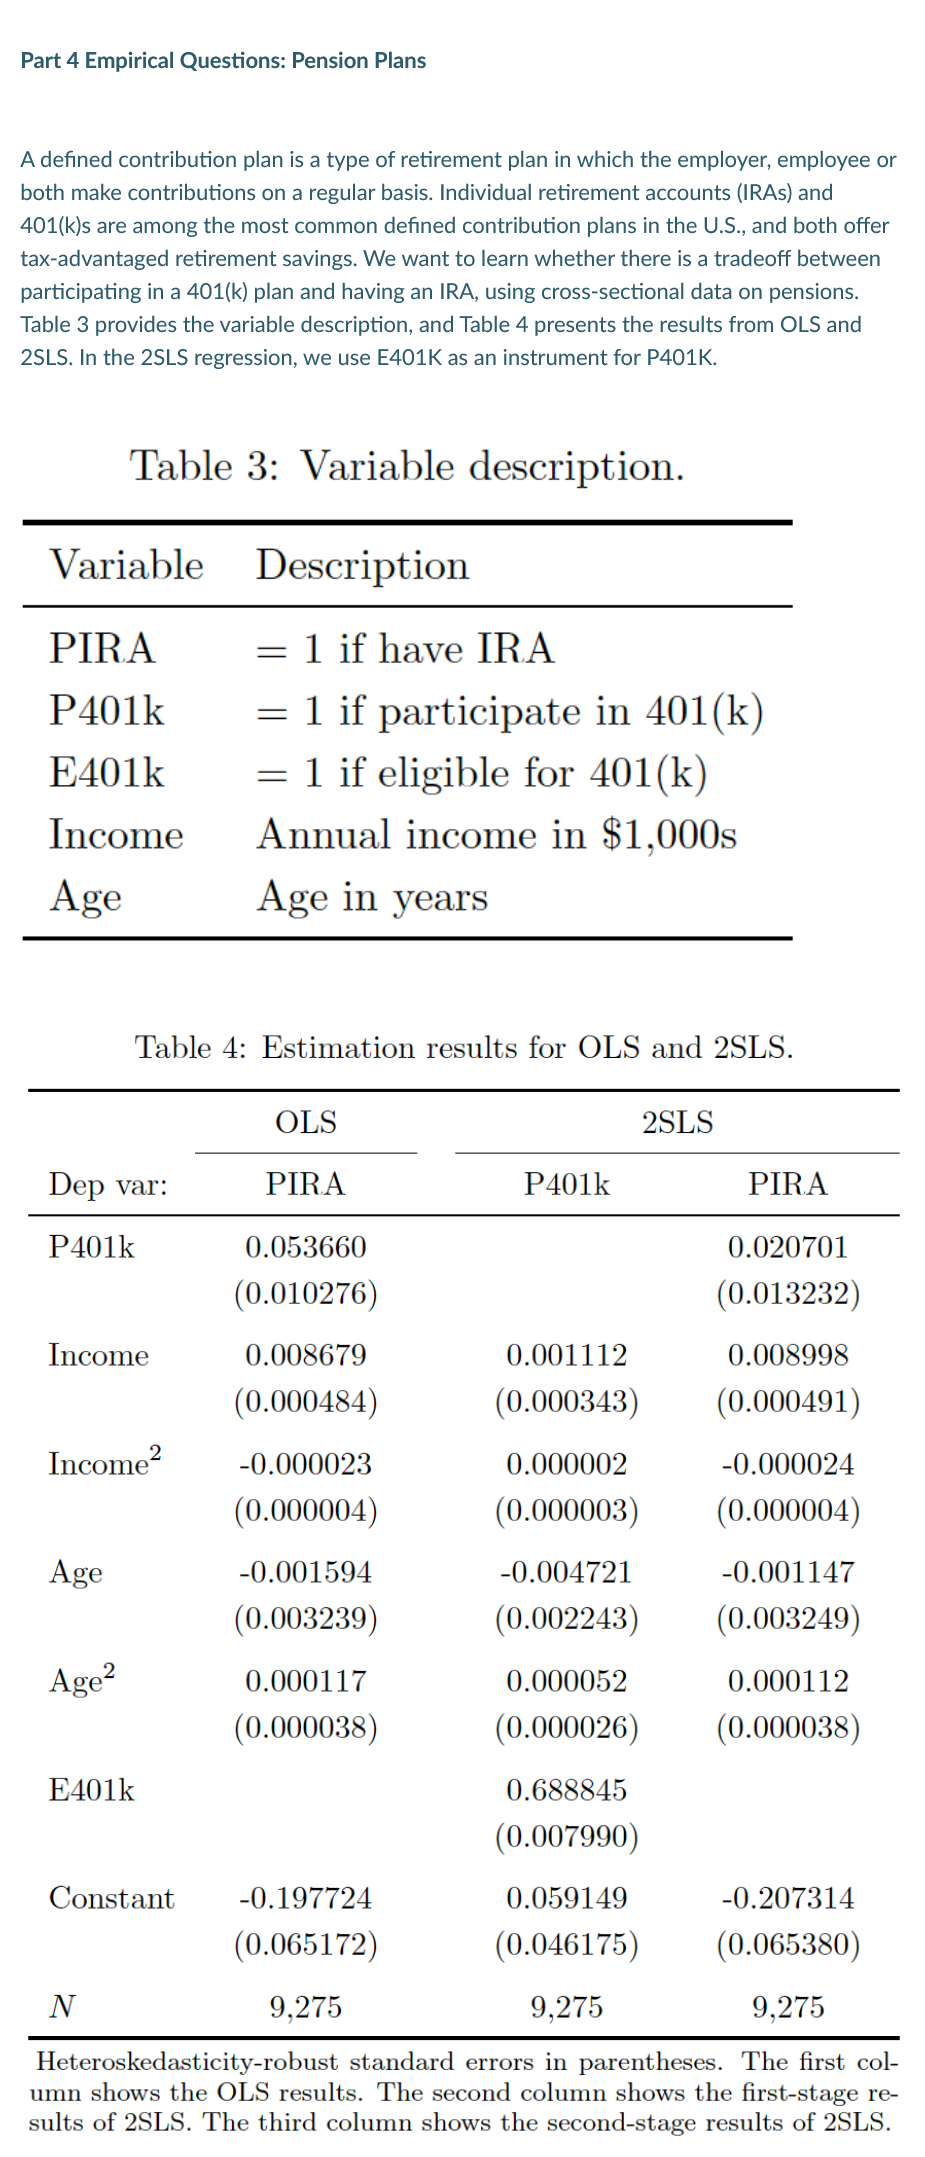 Part 4 Empirical Questions: Pension Plans
A defined contribution plan is a type of retirement plan in which the employer, employee or
both make contributions on a regular basis. Individual retirement accounts (IRAs) and
401(k)s are among the most common defined contribution plans in the U.S., and both offer
tax-advantaged retirement savings. We want to learn whether there is a tradeoff between
participating in a 401(k) plan and having an IRA, using cross-sectional data on pensions.
Table 3 provides the variable description, and Table 4 presents the results from OLS and
2SLS. In the 2SLS regression, we use E401K as an instrument for P401K.
Table 3: Variable description.
Variable Description
PIRA = 1 if have IRA
P401k = 1 if participate in 401(k)
E401k = 1 if eligible for 401(k)
Income Annual income in $1,000s
Age Age in years
Table 4: Estimation results for OLS and 2SLS.
OLS 2SLS
Dep var: PIRA P401k PIRA
P401k 0.053660 0.020701
(0.010276) (0.013232)
Income 0.008679 0.001112 0.008998
(0.000484) (0.000343) (0.000491)
Income² -0.000023 0.000002 -0.000024
(0.000004) (0.000003) (0.000004)
Age -0.001594 -0.004721 -0.001147
(0.003239) (0.002243) (0.003249)
Age² 0.000117 0.000052 0.000112
(0.000038) (0.000026) (0.000038)
E401k 0.688845
(0.007990)
Constant -0.197724 0.059149 -0.207314
(0.065172) (0.046175) (0.065380)
N 9,275 9,275 9,275
Heteroskedasticity-robust standard errors in parentheses. The first col-
umn shows the OLS results. The second column shows the first-stage re-
sults of 2SLS. The third column shows the second-stage results of 2SLS.